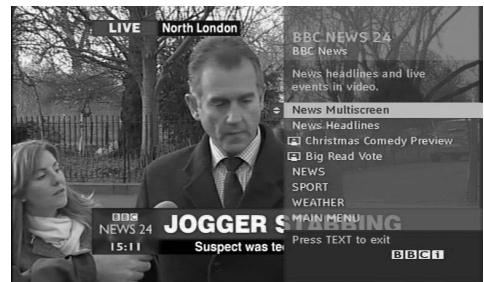 LIVE North London
BBC NEWS 24
BBC News
News headlines and live
events in video.
News Multiscreen
News Headlines
Christmas Comedy Preview
Big Read Vote
NEWS
SPORT
WEATHER
MAIN MENU
Press TEXT to exit
BBCi
BBC
NEWS 24
15:11
JOGGER STABBING
Suspect was